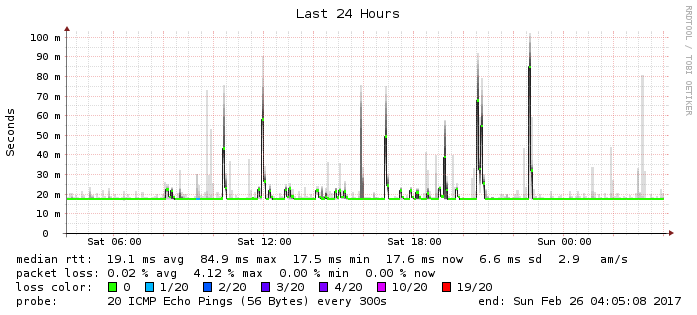 Last 24 Hours
RRDTOOL / TOBI OETIKER
Seconds
100 m
90 m
80 m
70 m
60 m
50 m
40 m
30 m
20 m
10 m
0
Sat 06:00 Sat 12:00 Sat 18:00 Sun 00:00
median rtt: 19.1 ms avg 84.9 ms max 17.5 ms min 17.6 ms now 6.6 ms sd 2.9 am/s
packet loss: 0.02 % avg 4.12 % max 0.00 % min 0.00 % now
loss color: 0 1/20 2/20 3/20 4/20 10/20 19/20
probe: 20 ICMP Echo Pings (56 Bytes) every 300s end: Sun Feb 26 04:05:08 2017